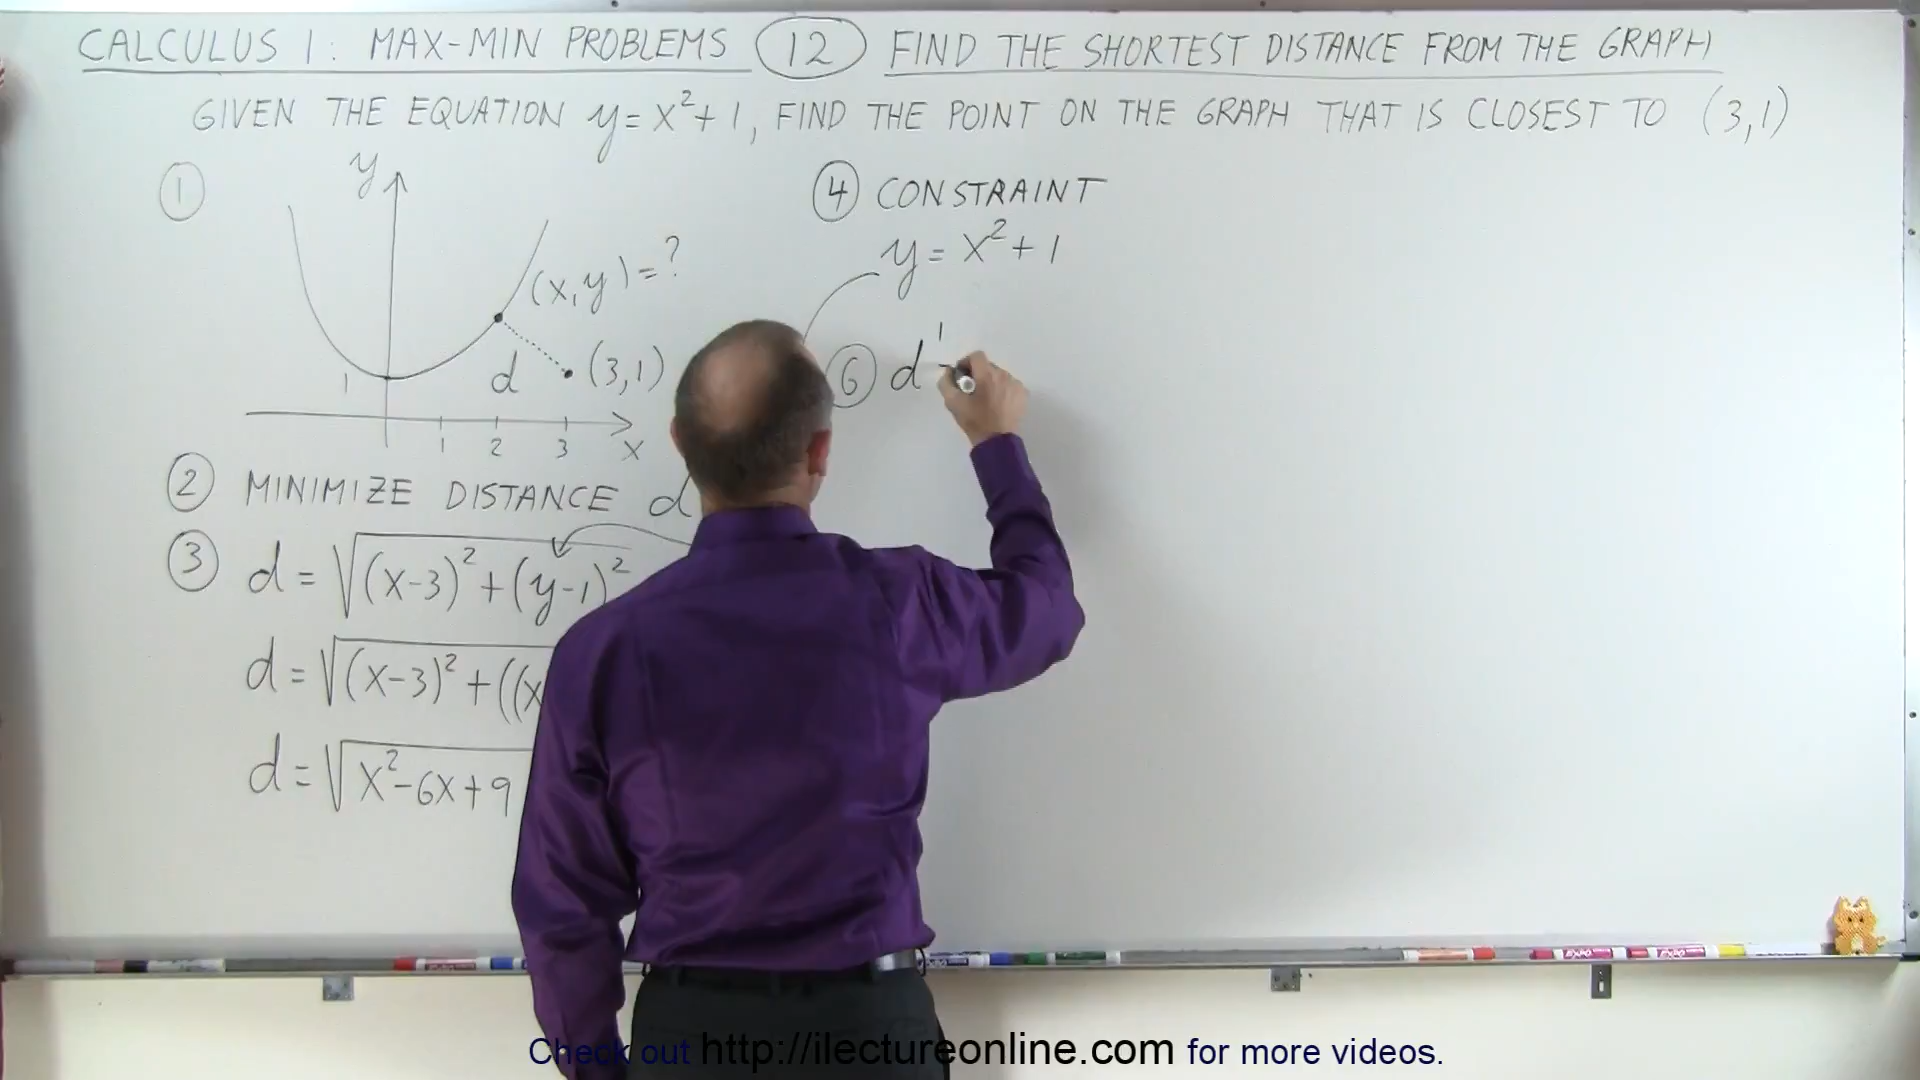 CALCULUS 1: MAX-MIN PROBLEMS 12 FIND THE SHORTEST DISTANCE FROM THE GRAPH
GIVEN THE EQUATION y = x² + 1, FIND THE POINT ON THE GRAPH THAT IS CLOSEST TO (3,1)
1
y
(x,y) = ?
1
d
(3,1)
1 2 3 x
2 MINIMIZE DISTANCE d
3 d = √(x-3)² + (y-1)²
d = √(x-3)² + ((x
d = √x² - 6x + 9
4 CONSTRAINT
y = x² + 1
6 d'
EXPO EXPO EXPO
Check out http://ilectureonline.com for more videos.